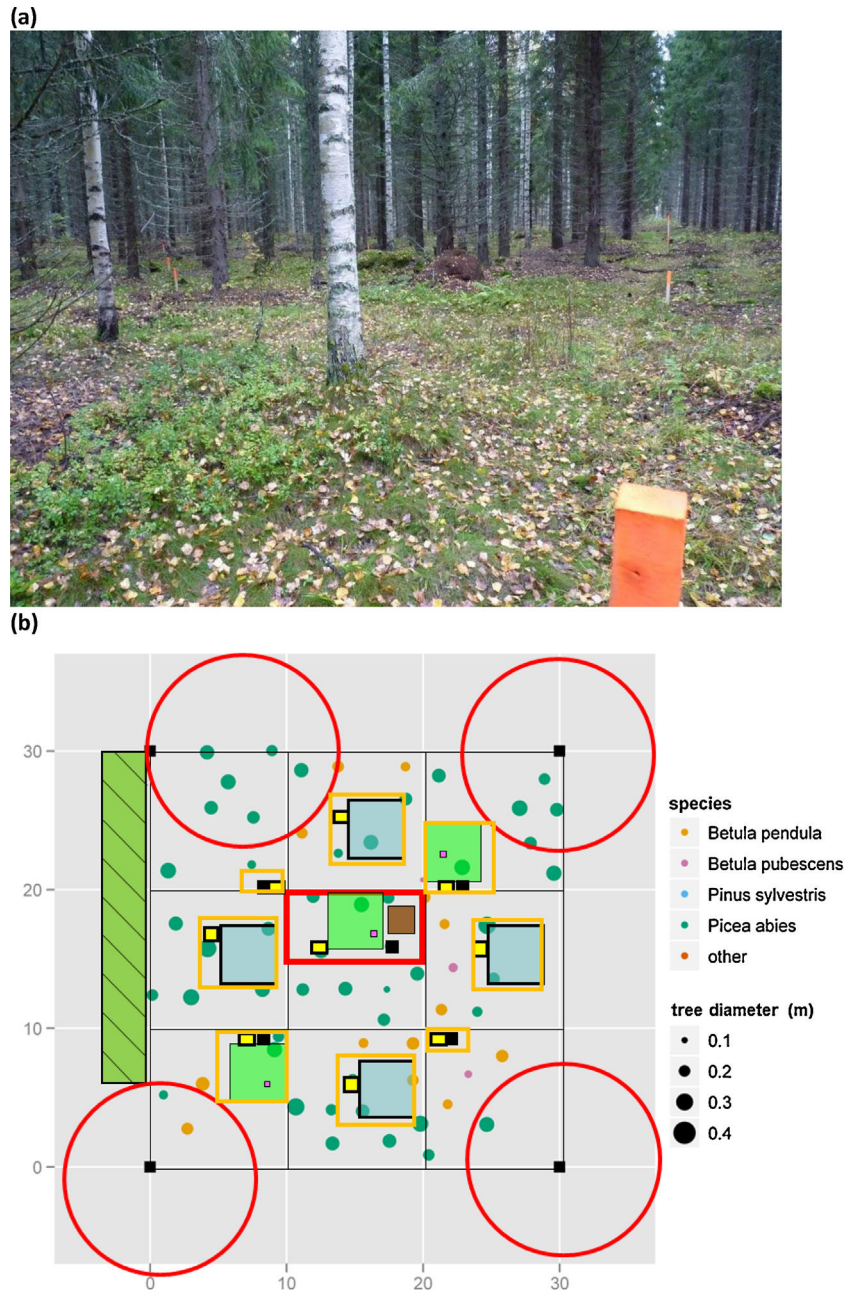 (a)
(b)
30
20
10
0
0
10
20
30
species
Betula pendula
Betula pubescens
Pinus sylvestris
Picea abies
other
tree diameter (m)
0.1
0.2
0.3
0.4